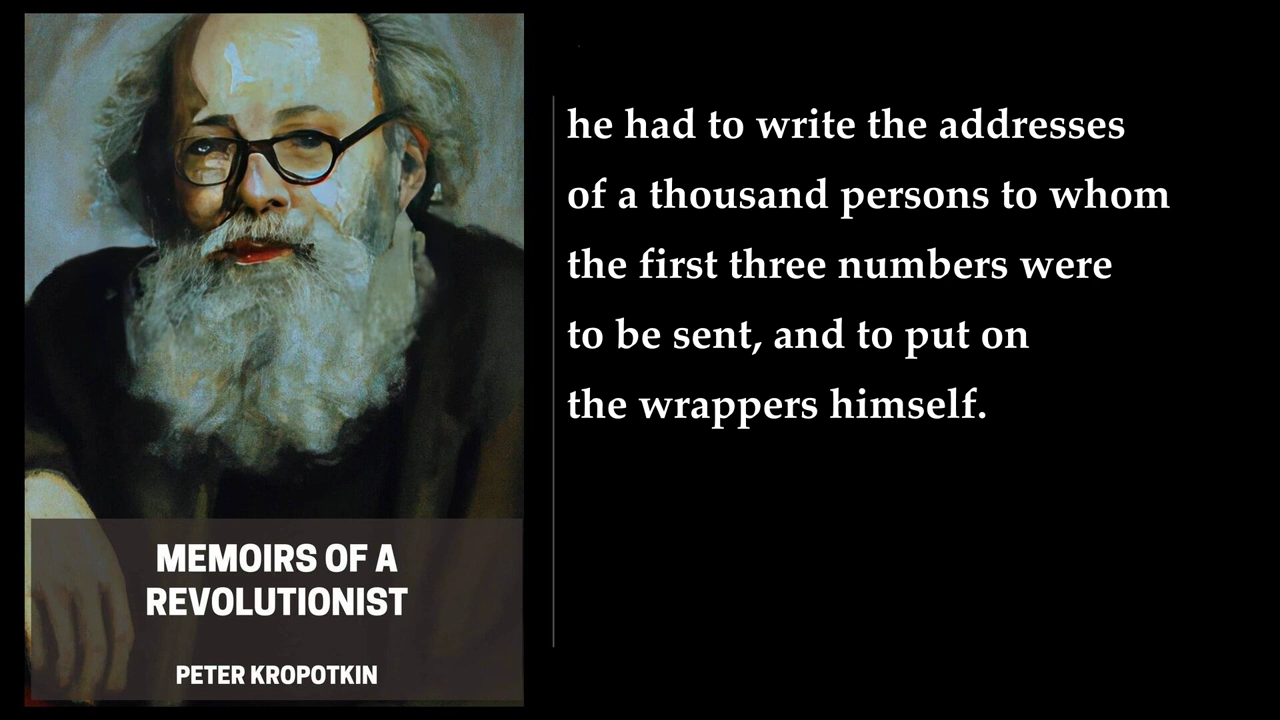 he had to write the addresses
of a thousand persons to whom
the first three numbers were
to be sent, and to put on
the wrappers himself.
MEMOIRS OF A
REVOLUTIONIST
PETER KROPOTKIN